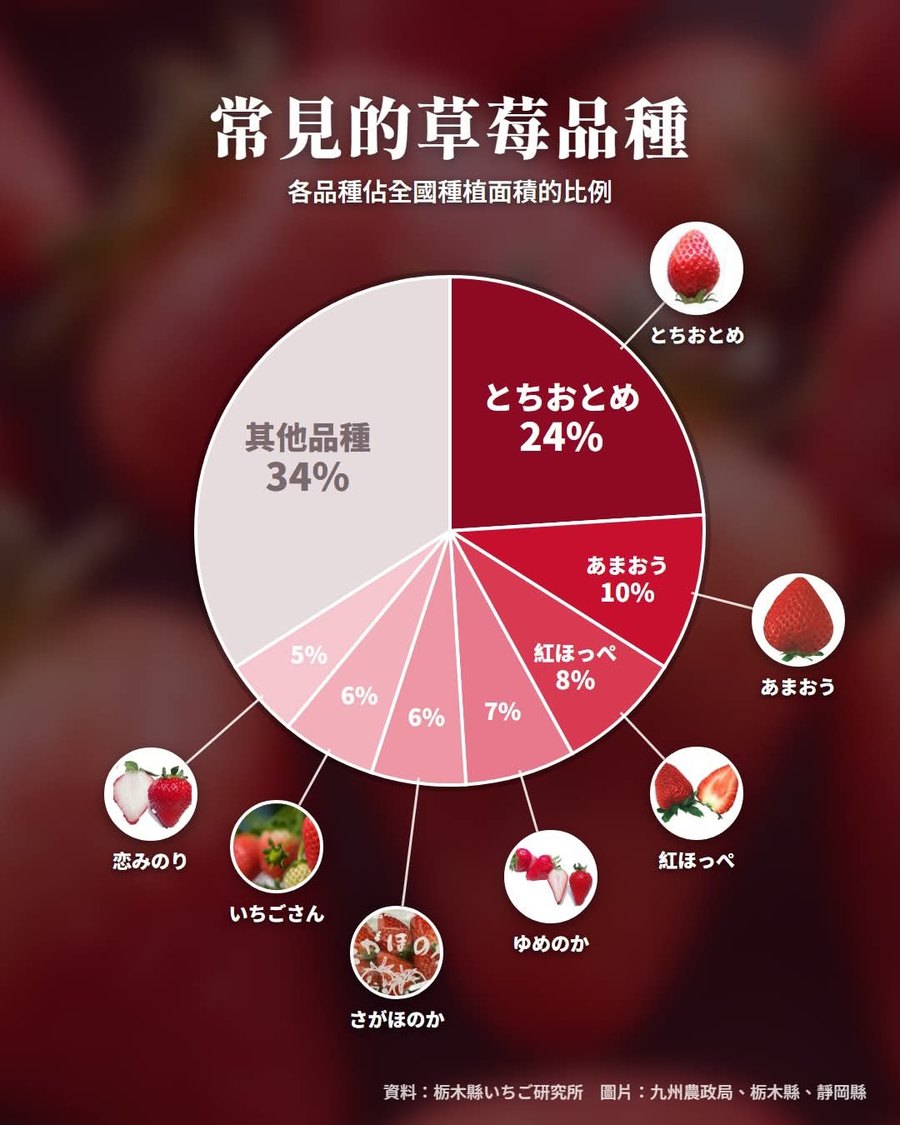 常見的草莓品種
各品種佔全國種植面積的比例
とちおとめ
とちおとめ
24%
其他品種
34%
あまおう
10%
あまおう
紅ほっぺ
8%
5%
6%
6%
7%
恋みのり
いちごさん
さがほのか
ゆめのか
紅ほっぺ
がほの
資料：栃木縣いちご研究所　圖片：九州農政局、栃木縣、靜岡縣